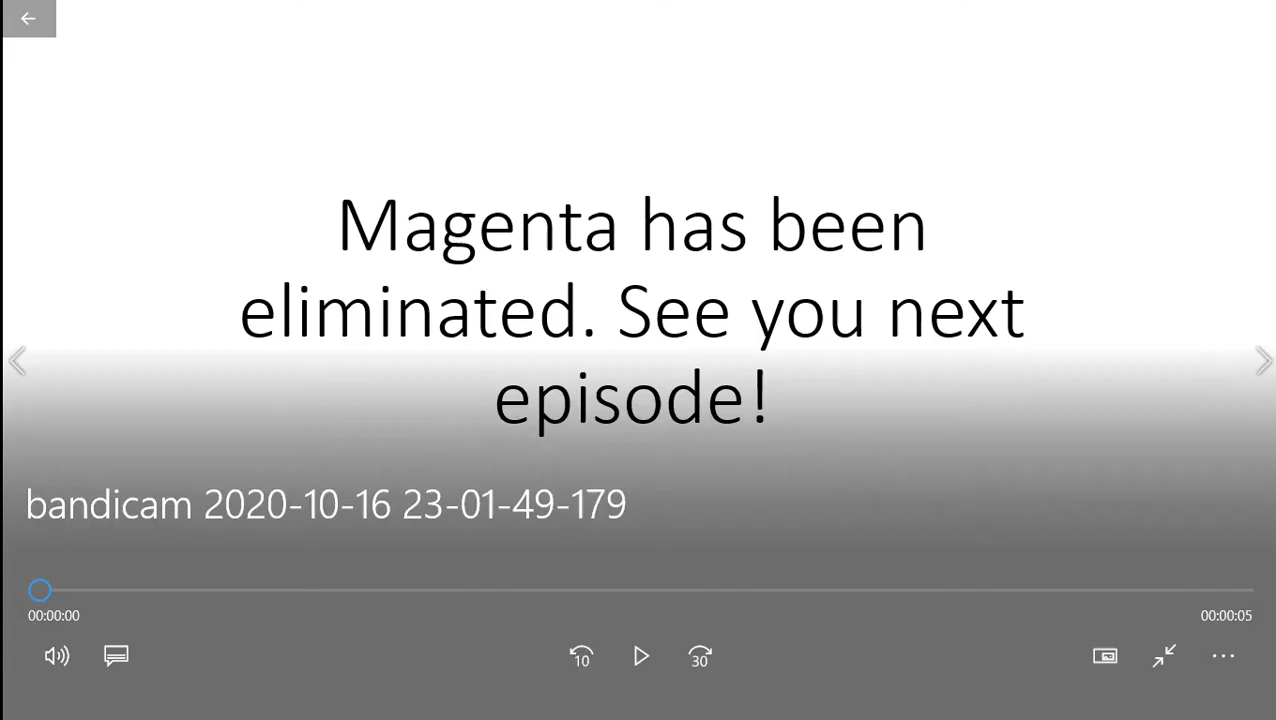 Magenta has been
eliminated. See you next
episode!
bandicam 2020-10-16 23-01-49-179
00:00:00
00:00:05
10
30